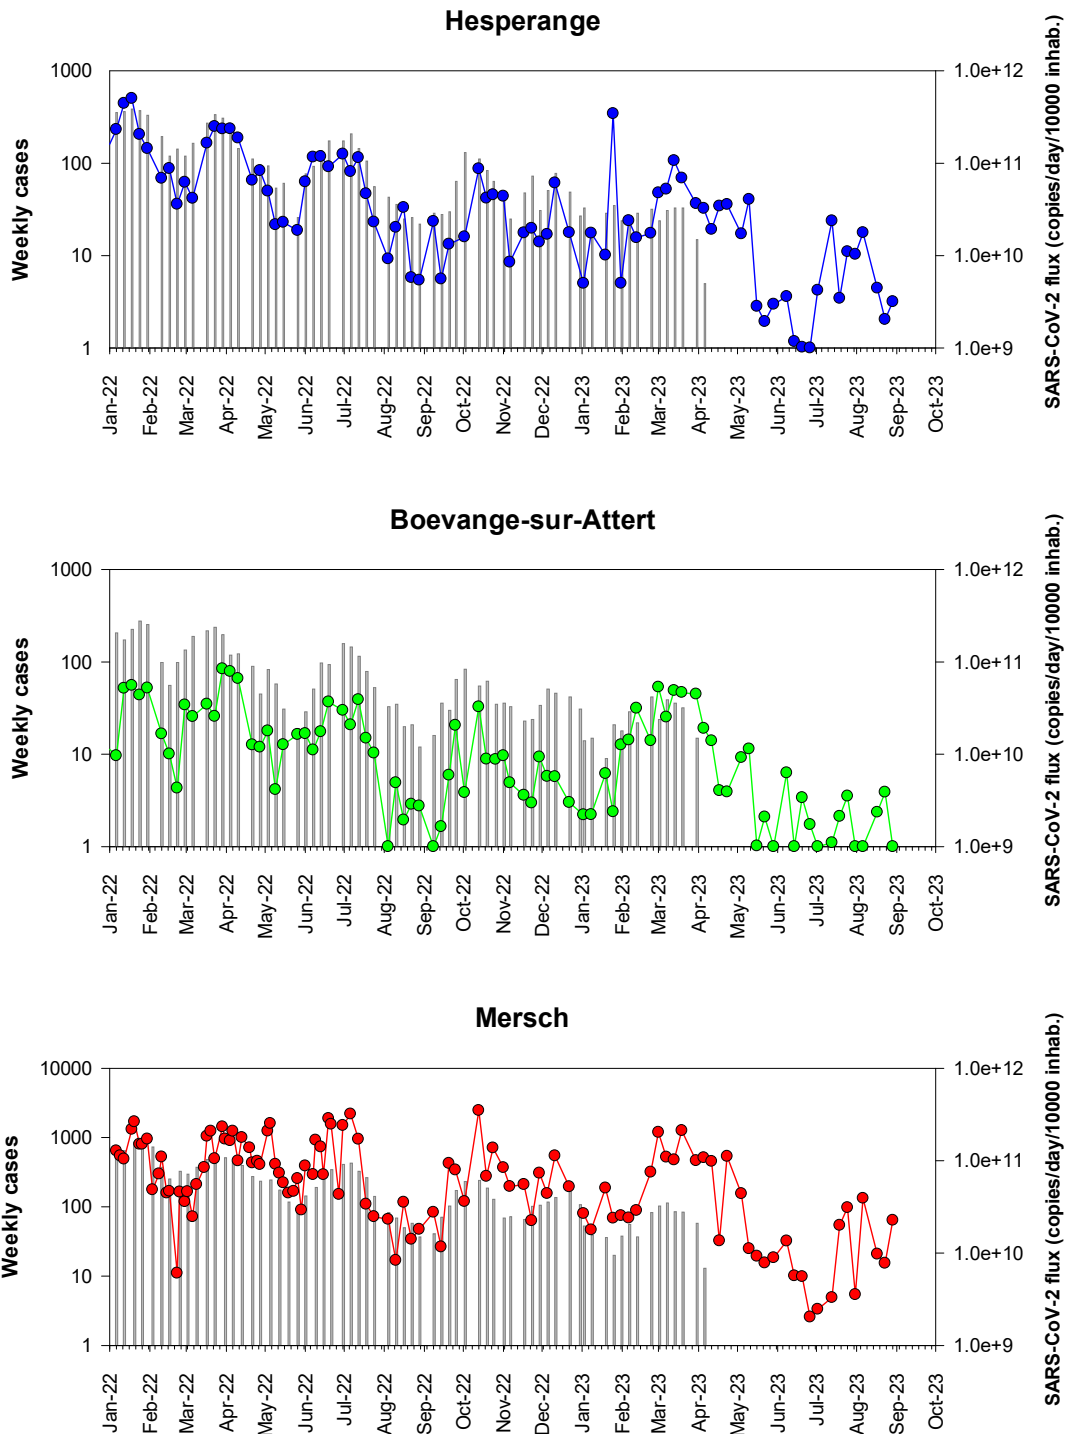 Hesperange
Weekly cases
1000
100
10
1
1.0e+12
1.0e+11
1.0e+10
1.0e+9
SARS-CoV-2 flux (copies/day/10000 inhab.)
Jan-22
Feb-22
Mar-22
Apr-22
May-22
Jun-22
Jul-22
Aug-22
Sep-22
Oct-22
Nov-22
Dec-22
Jan-23
Feb-23
Mar-23
Apr-23
May-23
Jun-23
Jul-23
Aug-23
Sep-23
Oct-23
Boevange-sur-Attert
Weekly cases
1000
100
10
1
1.0e+12
1.0e+11
1.0e+10
1.0e+9
SARS-CoV-2 flux (copies/day/10000 inhab.)
Jan-22
Feb-22
Mar-22
Apr-22
May-22
Jun-22
Jul-22
Aug-22
Sep-22
Oct-22
Nov-22
Dec-22
Jan-23
Feb-23
Mar-23
Apr-23
May-23
Jun-23
Jul-23
Aug-23
Sep-23
Oct-23
Mersch
Weekly cases
10000
1000
100
10
1
1.0e+12
1.0e+11
1.0e+10
1.0e+9
SARS-CoV-2 flux (copies/day/10000 inhab.)
Jan-22
Feb-22
Mar-22
Apr-22
May-22
Jun-22
Jul-22
Aug-22
Sep-22
Oct-22
Nov-22
Dec-22
Jan-23
Feb-23
Mar-23
Apr-23
May-23
Jun-23
Jul-23
Aug-23
Sep-23
Oct-23